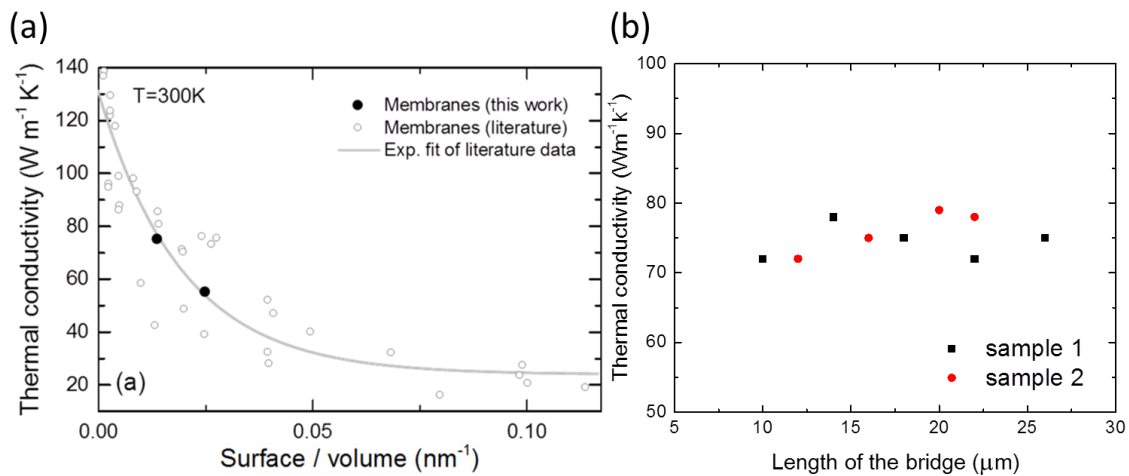 (a)
Thermal conductivity (W m⁻¹ K⁻¹)
140
120
100
80
60
40
20
T=300K
Membranes (this work)
Membranes (literature)
Exp. fit of literature data
(a)
0.00
0.05
0.10
Surface / volume (nm⁻¹)
(b)
Thermal conductivity (Wm⁻¹k⁻¹)
100
90
80
70
60
50
sample 1
sample 2
5
10
15
20
25
30
Length of the bridge (μm)